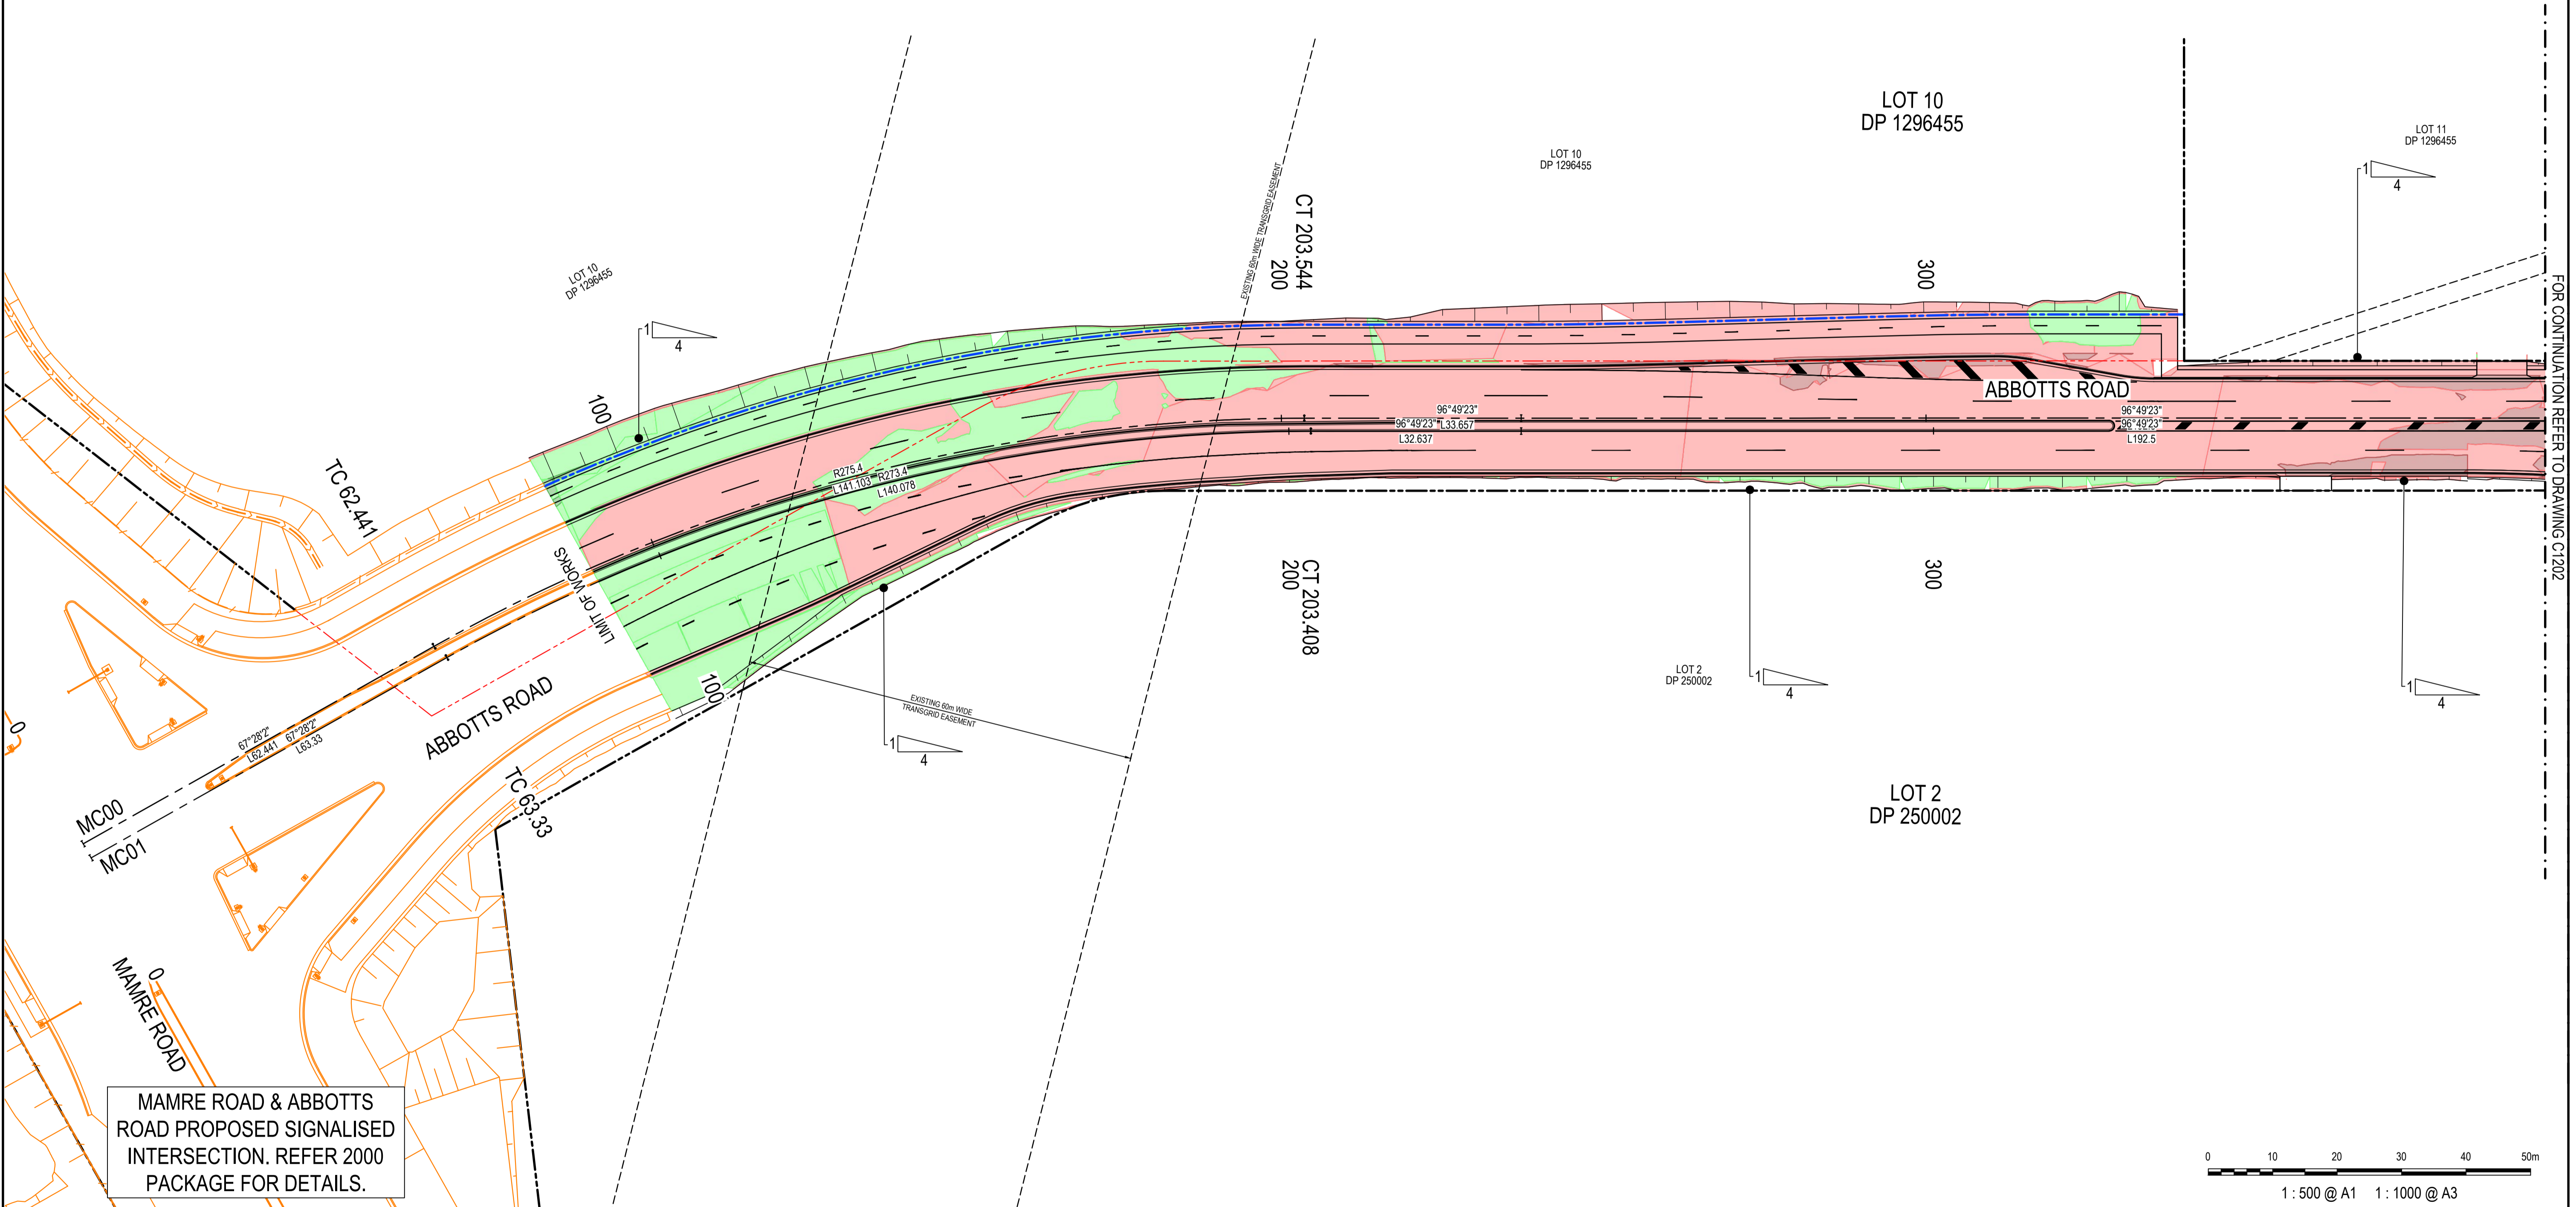 LOT 10
DP 1296455
LOT 11
DP 1296455
1
4
LOT 10
DP 1296455
EXISTING 60m WIDE TRANSGRID EASEMENT
CT 203.544
200
300
LOT 10
DP 1296455
1
4
FOR CONTINUATION REFER TO DRAWING C1202
ABBOTTS ROAD
100
TC 62.441
96°49'23"
96°49'23" L33.657
L32.637
96°49'23"
96°49'23"
L192.5
R275.4
L141.103
R273.4
L140.078
LIMIT OF WORKS
CT 203.408
200
300
100
ABBOTTS ROAD
EXISTING 60m WIDE
TRANSGRID EASEMENT
1
4
LOT 2
DP 250002
1
4
1
4
67°28'2"
L62.441
67°28'2"
L63.33
TC 63.33
MC00
MC01
0
LOT 2
DP 250002
0
MAMRE ROAD
MAMRE ROAD & ABBOTTS
ROAD PROPOSED SIGNALISED
INTERSECTION. REFER 2000
PACKAGE FOR DETAILS.
0 10 20 30 40 50m
1 : 500 @ A1 1 : 1000 @ A3